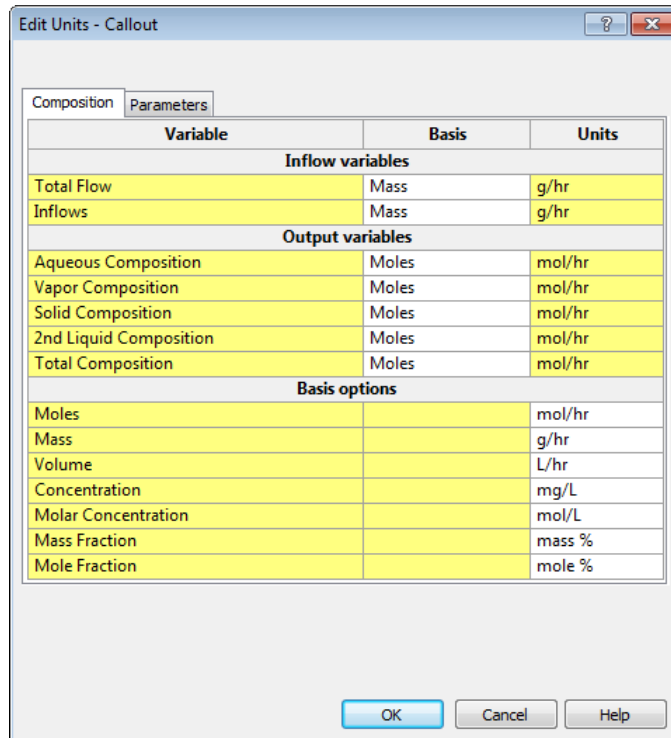 Edit Units - Callout
?
Composition Parameters
Variable Basis Units
Inflow variables
Total Flow Mass g/hr
Inflows Mass g/hr
Output variables
Aqueous Composition Moles mol/hr
Vapor Composition Moles mol/hr
Solid Composition Moles mol/hr
2nd Liquid Composition Moles mol/hr
Total Composition Moles mol/hr
Basis options
Moles mol/hr
Mass g/hr
Volume L/hr
Concentration mg/L
Molar Concentration mol/L
Mass Fraction mass %
Mole Fraction mole %
OK Cancel Help